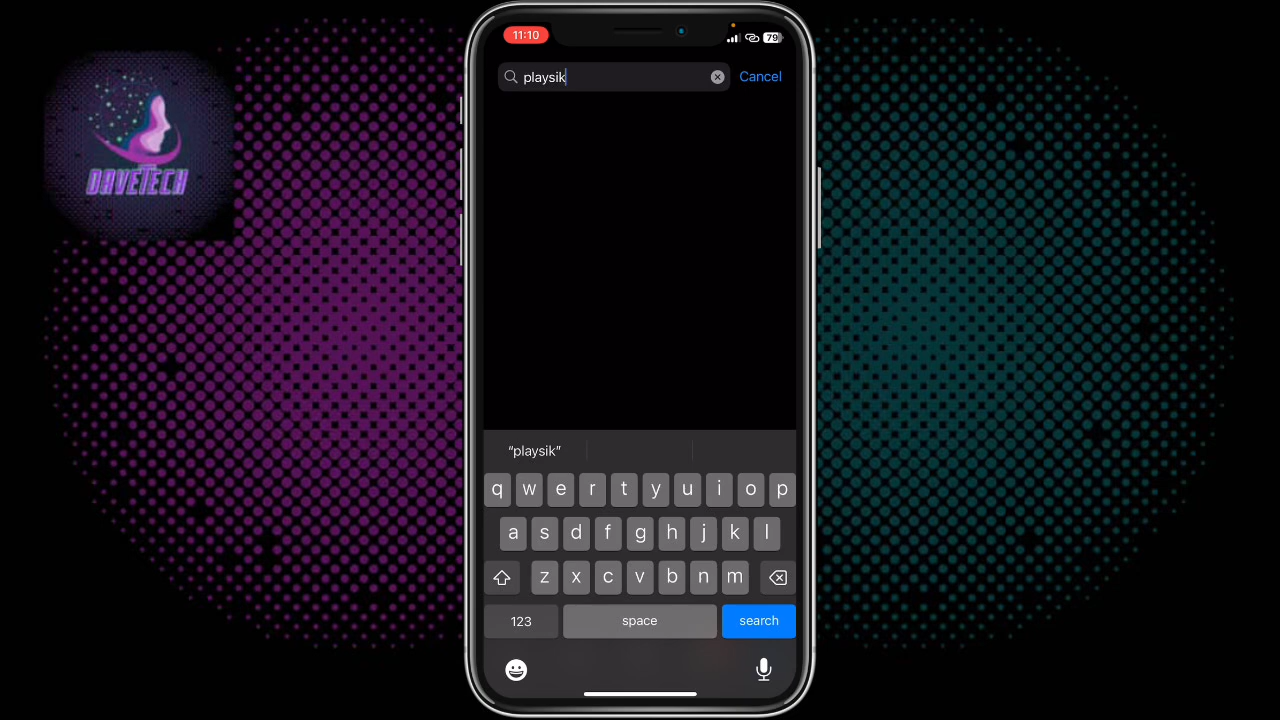 11:10
79
playsik
Cancel
DAVETECH
“playsik”
q w e r t y u i o p
a s d f g h j k l
z x c v b n m
123
space
search